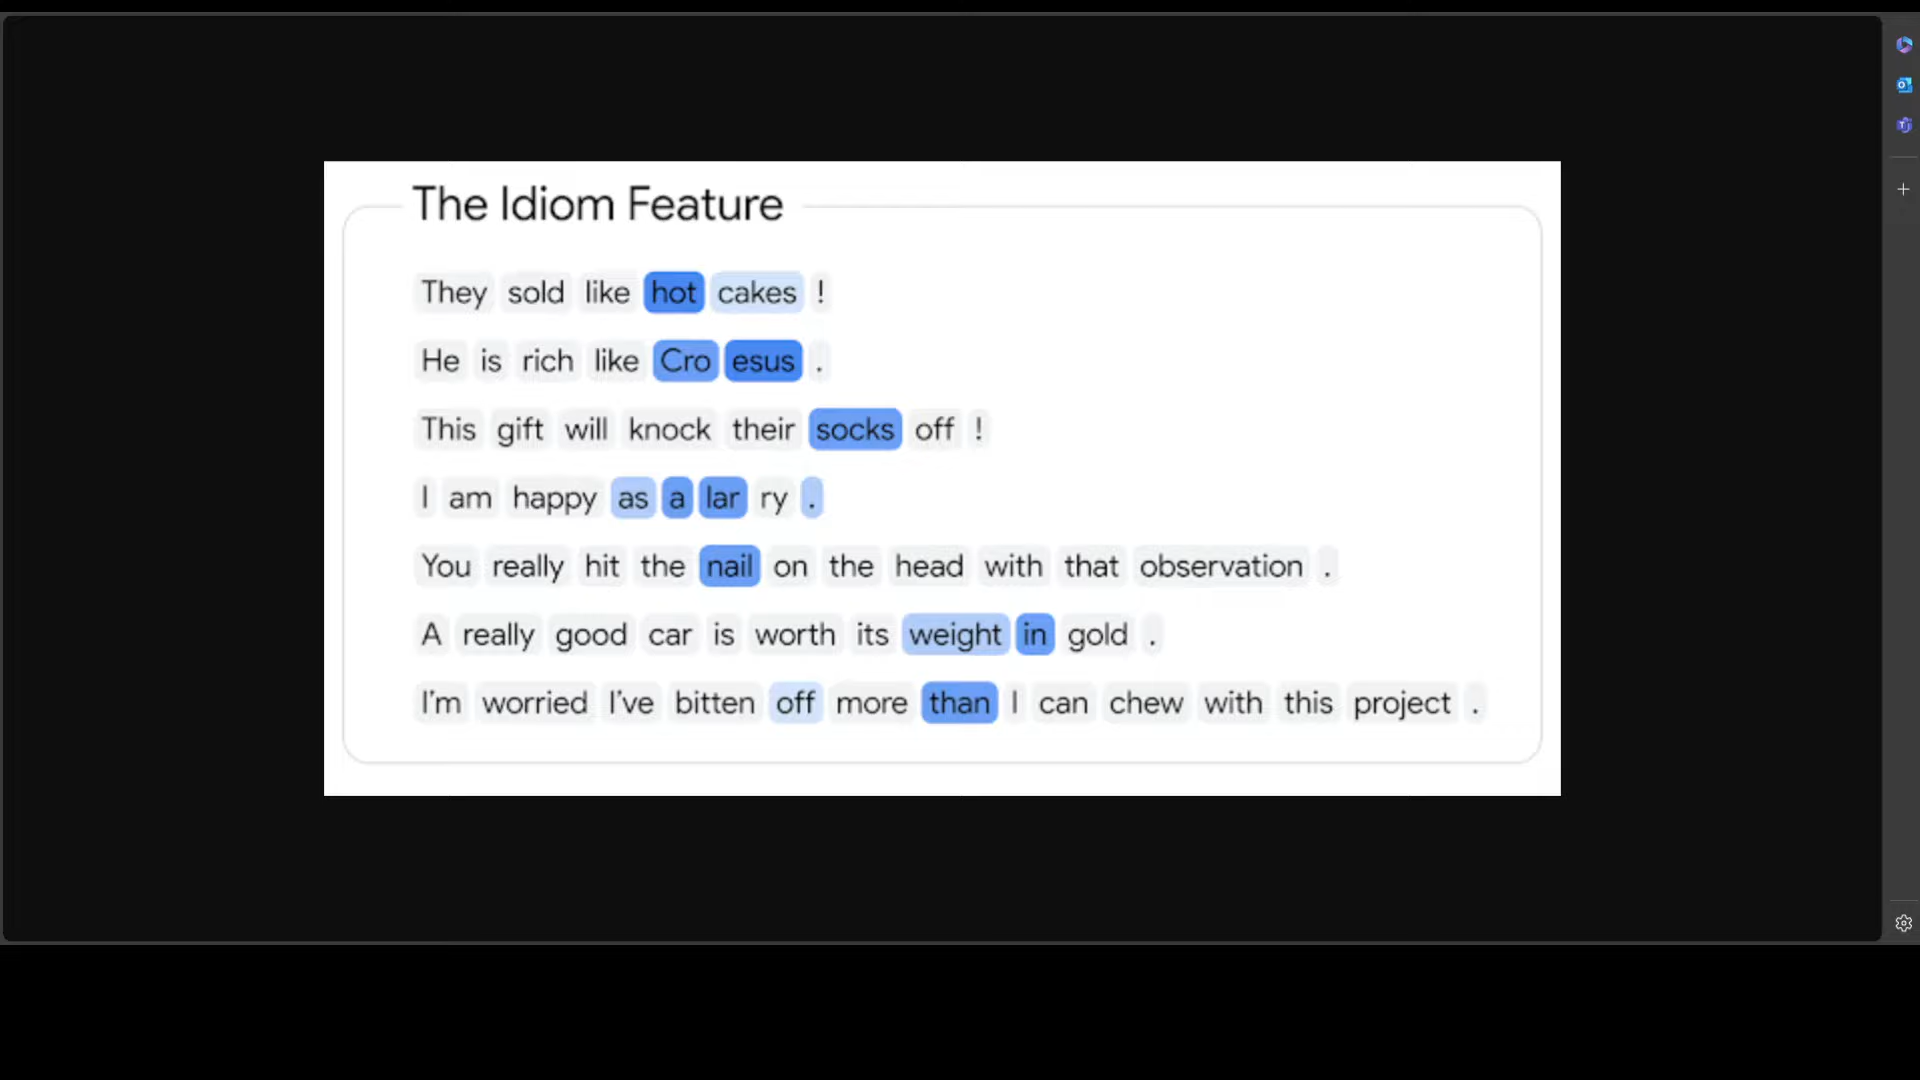 The Idiom Feature
They sold like hot cakes !
He is rich like Cro esus .
This gift will knock their socks off !
I am happy as a lar ry .
You really hit the nail on the head with that observation .
A really good car is worth its weight in gold .
I’m worried I’ve bitten off more than I can chew with this project .